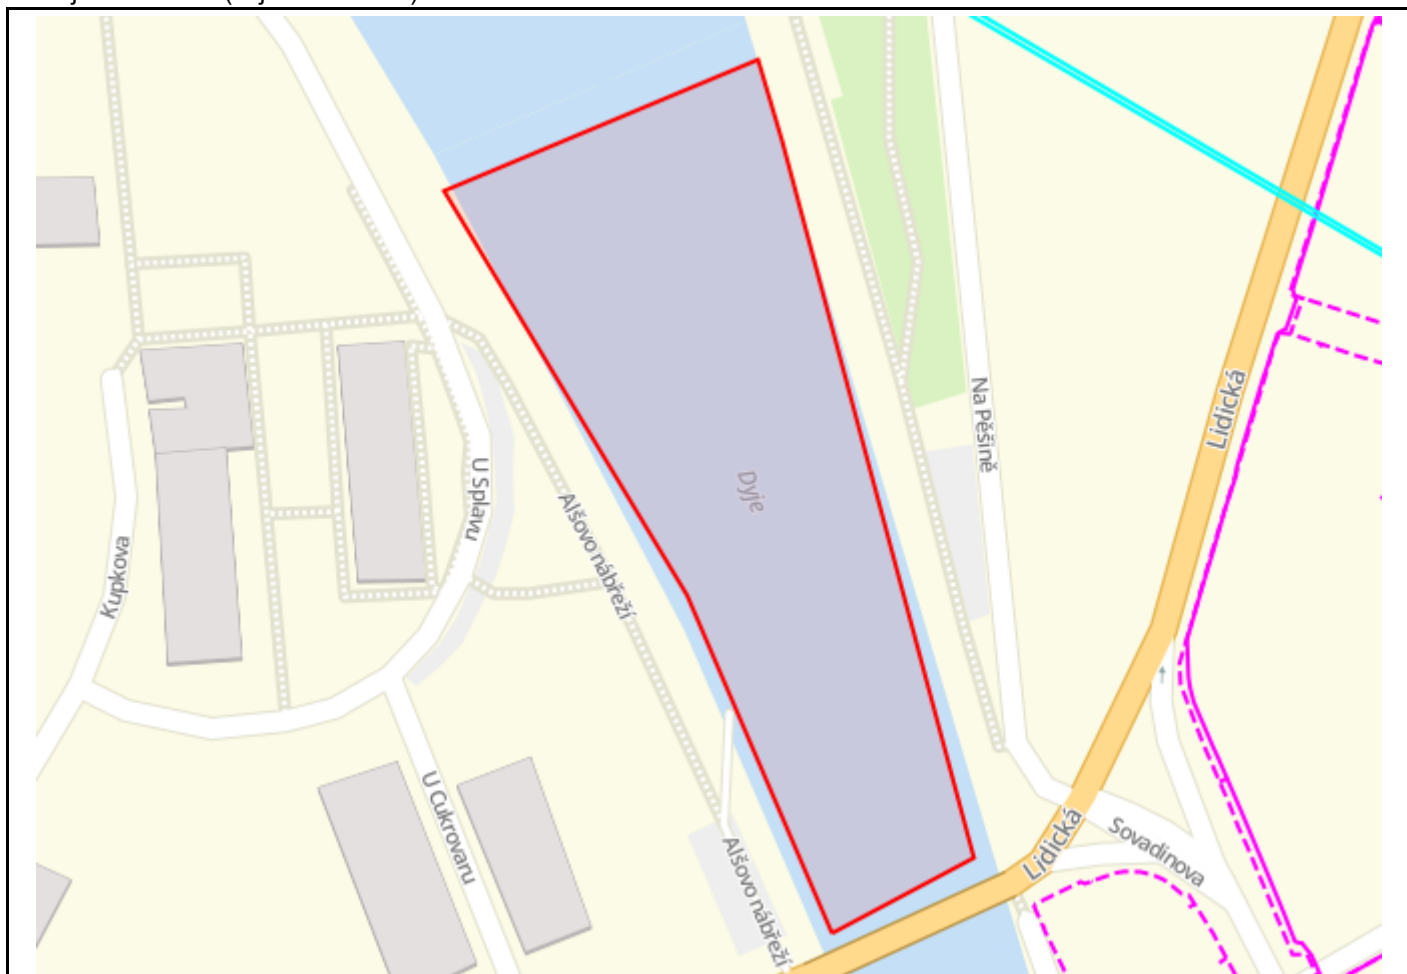 Na Pěšině
Lidická
U Splavu
Dyje
Alšovo nábřeží
Kupkova
U Cukrovaru
Lidická
Sovadinova
Alšovo nábřeží